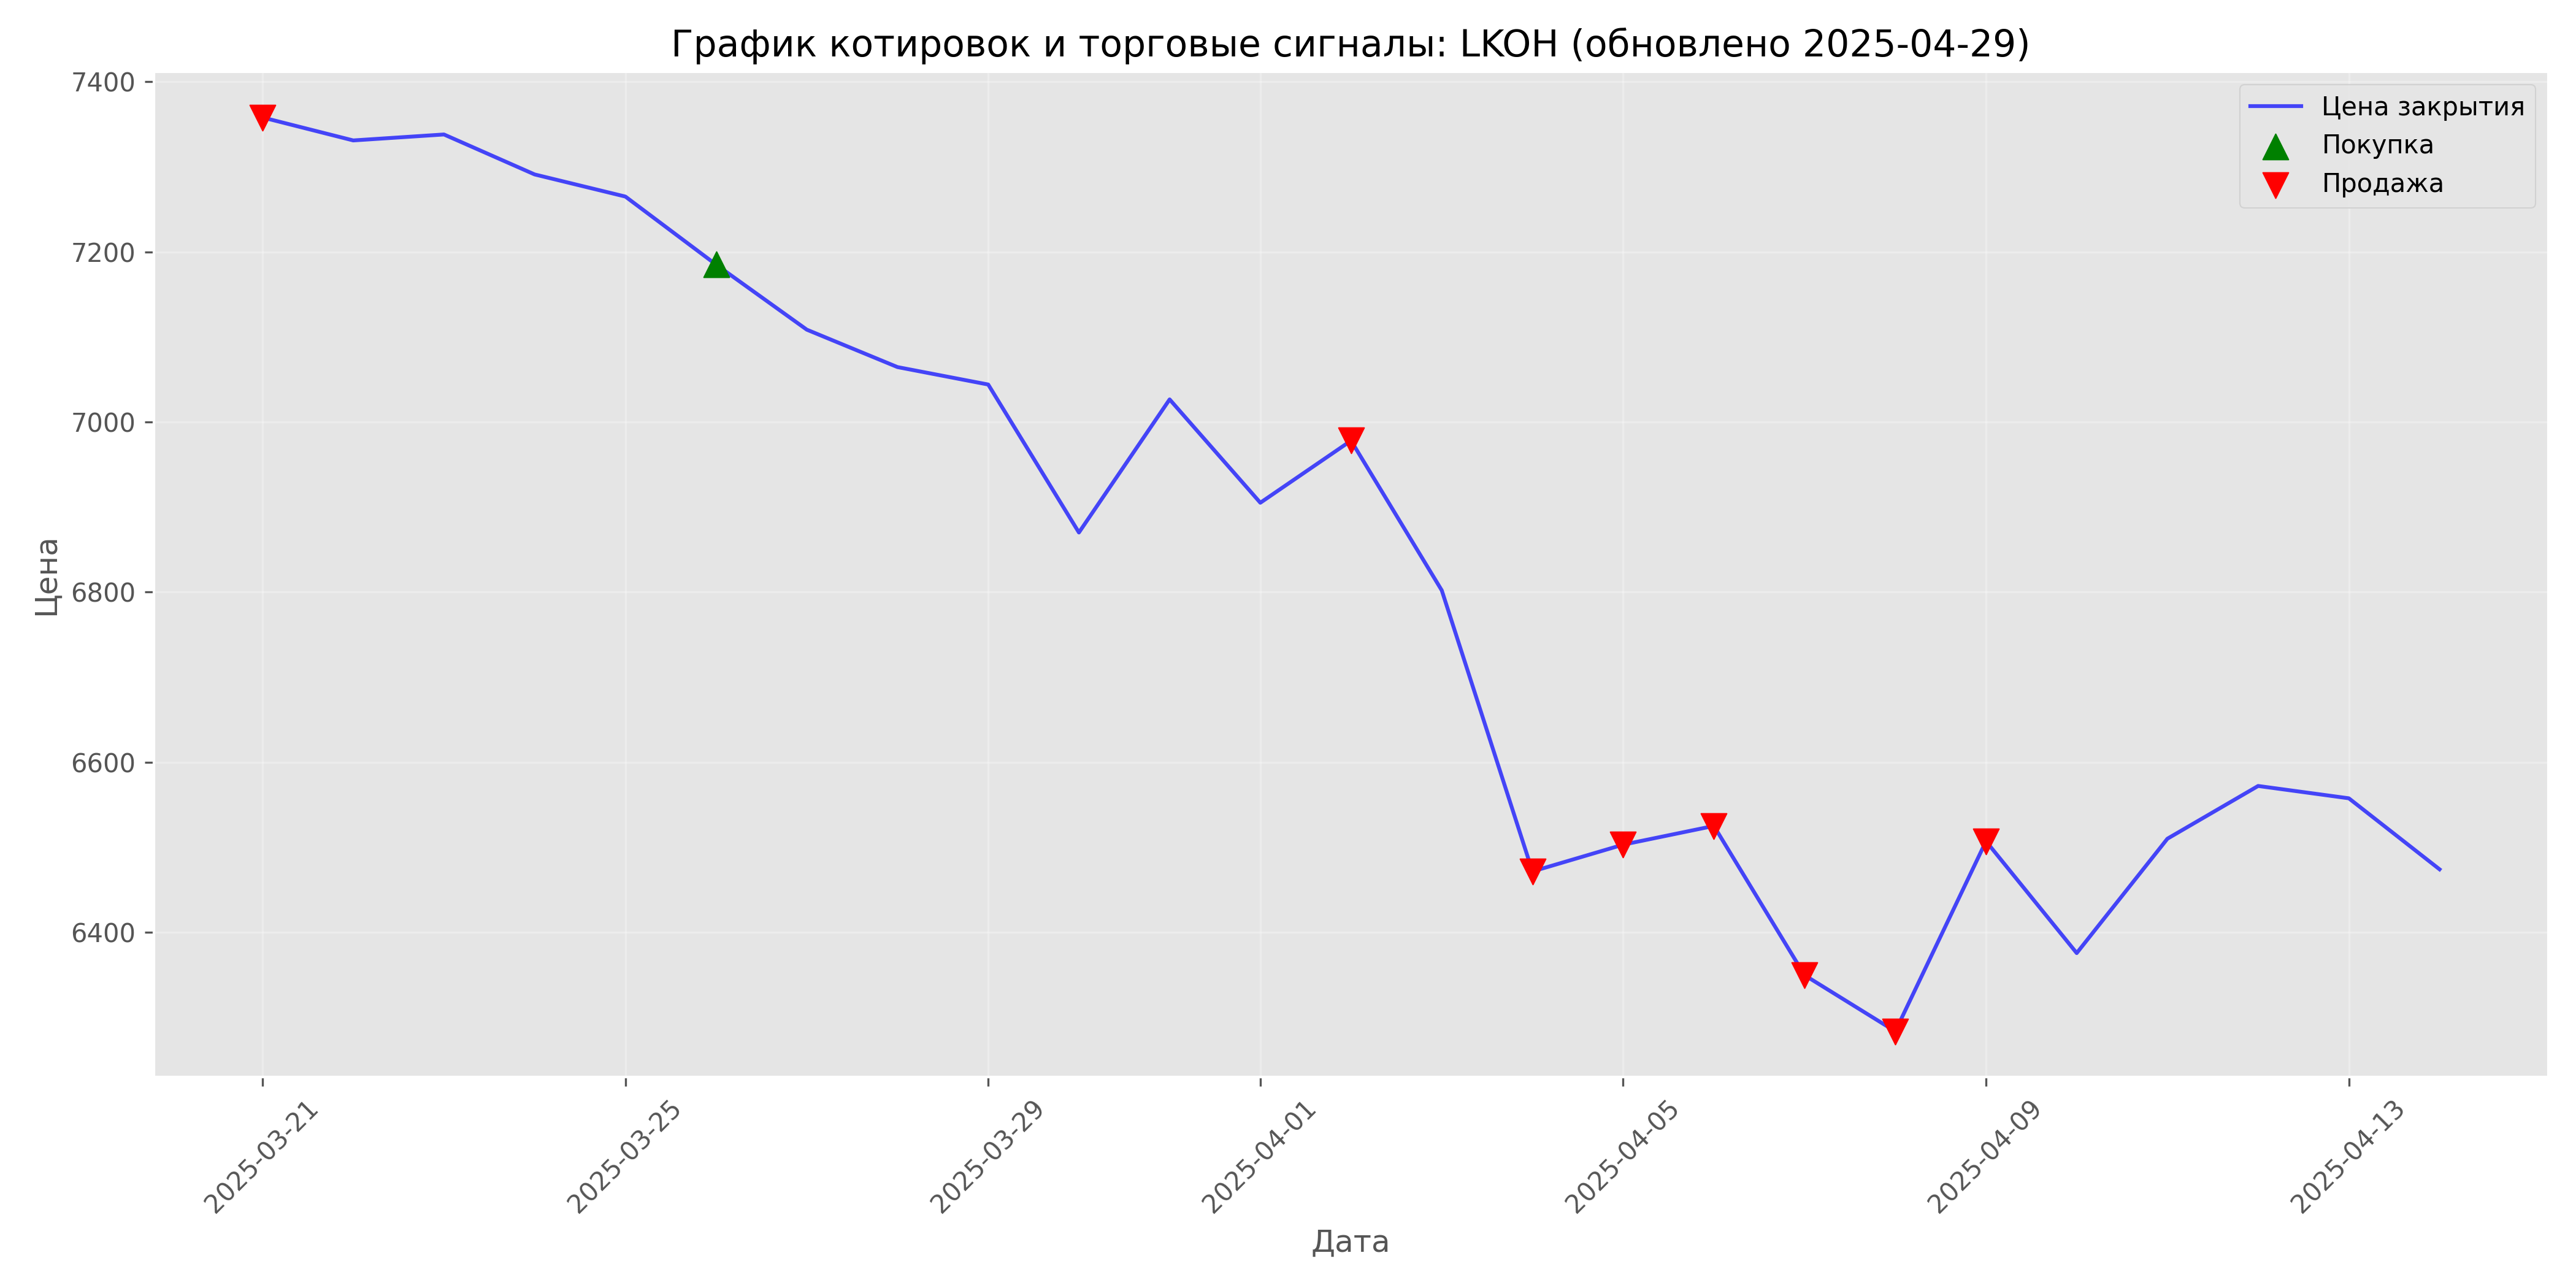 График котировок и торговые сигналы: LKOH (обновлено 2025-04-29)
Цена закрытия
Покупка
Продажа
Цена
7400
7200
7000
6800
6600
6400
2025-03-21
2025-03-25
2025-03-29
2025-04-01
2025-04-05
2025-04-09
2025-04-13
Дата